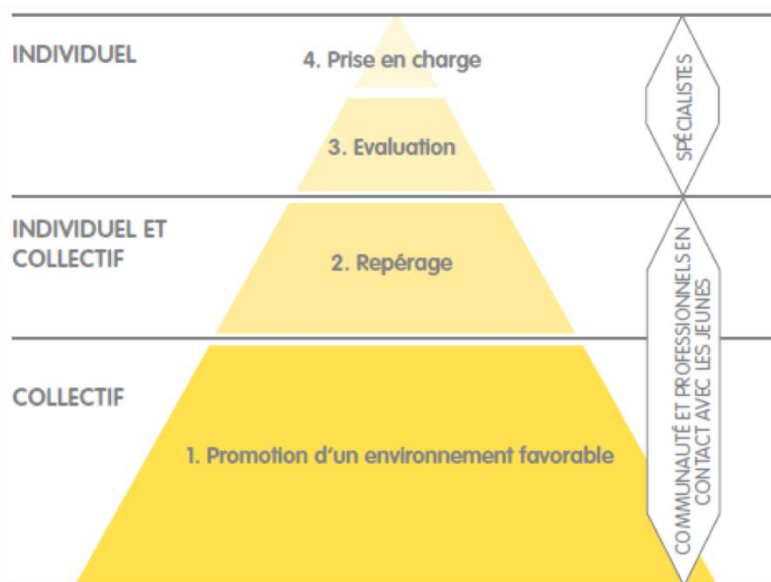 INDIVIDUEL
4. Prise en charge
3. Evaluation
SPÉCIALISTES
INDIVIDUEL ET
COLLECTIF
2. Repérage
COLLECTIF
1. Promotion d'un environnement favorable
COMMUNAUTÉ ET PROFESSIONNELS EN
CONTACT AVEC LES JEUNES